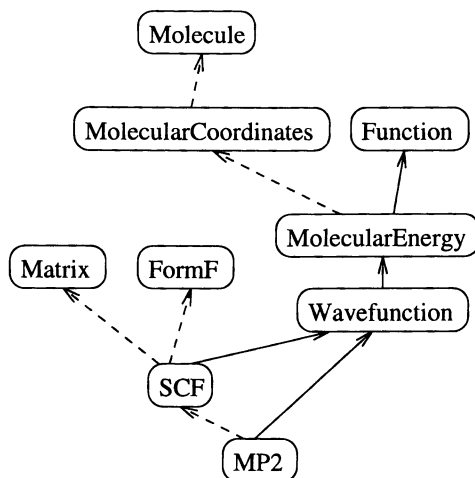 Molecule
MolecularCoordinates
Function
MolecularEnergy
Matrix
FormF
Wavefunction
SCF
MP2